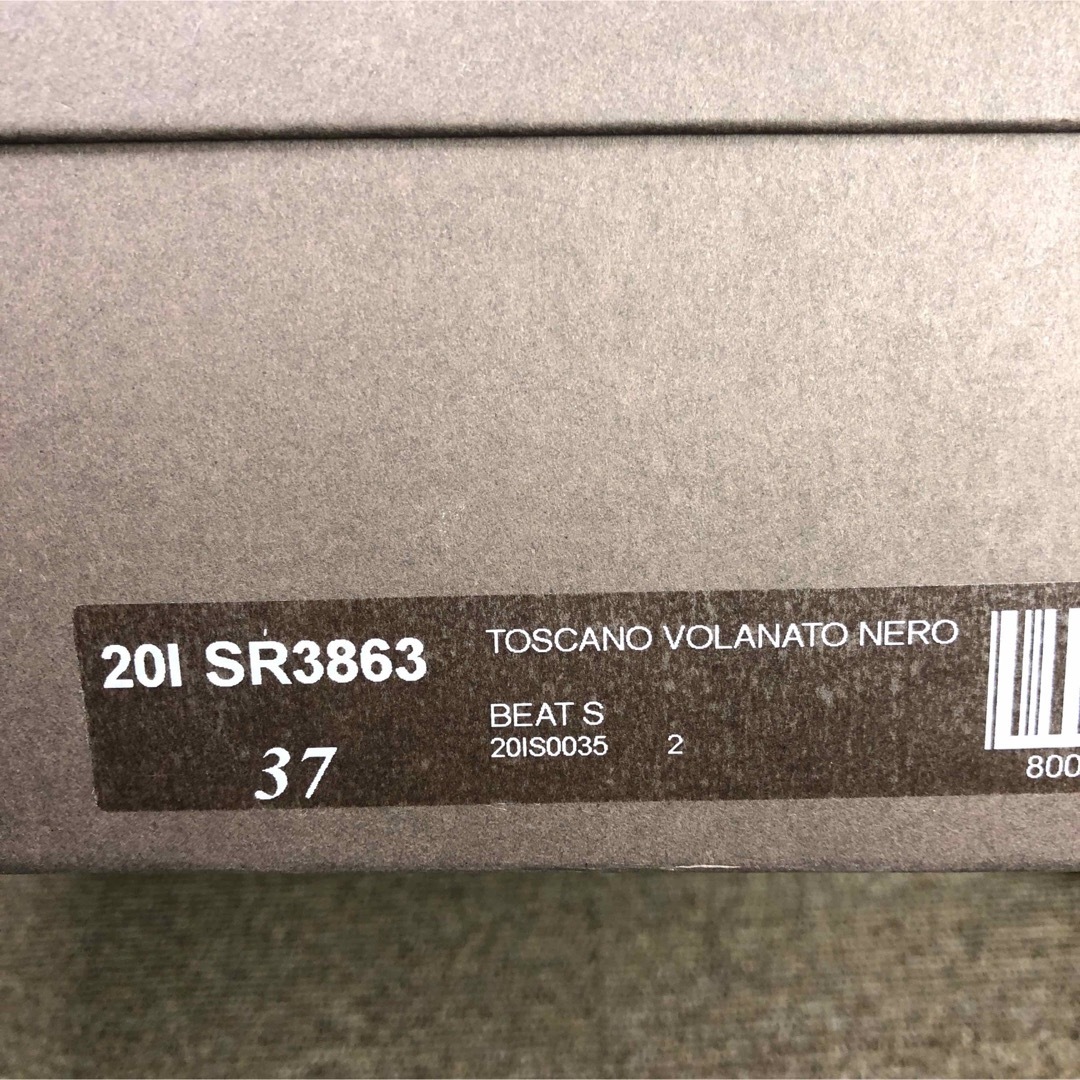 20I SR3863
37
TOSCANO VOLANATO NERO
BEAT S
20IS0035 2
800